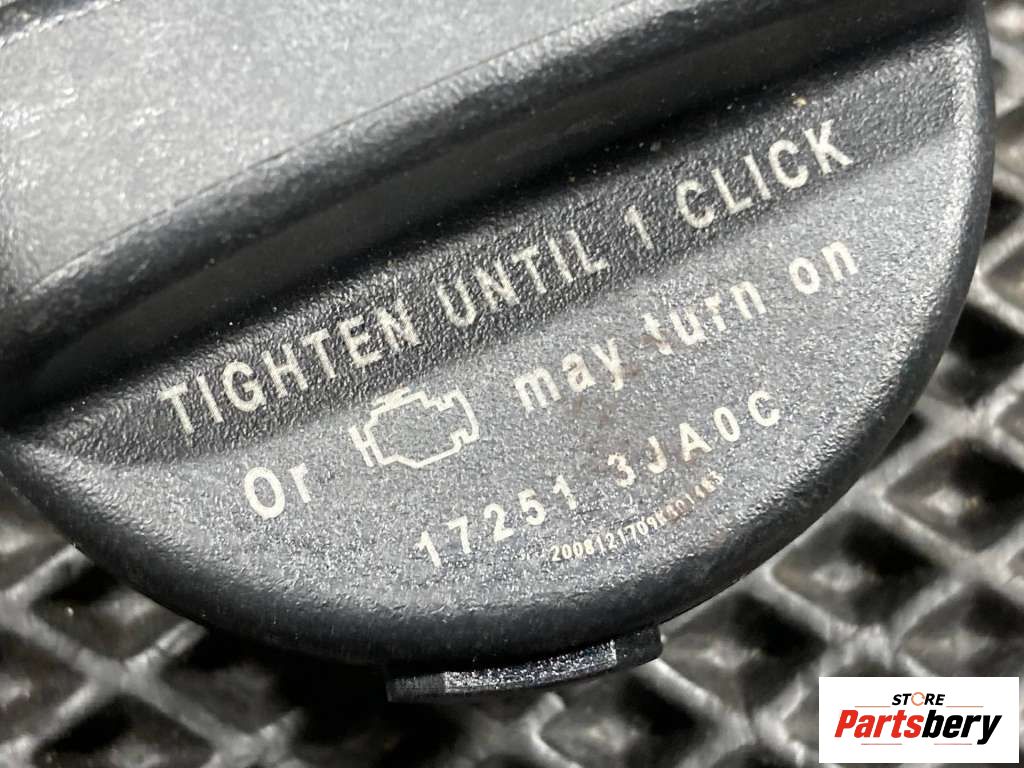 TIGHTEN UNTIL 1 CLICK
Or may turn on
17251 3JA0C
STORE
Partsbery